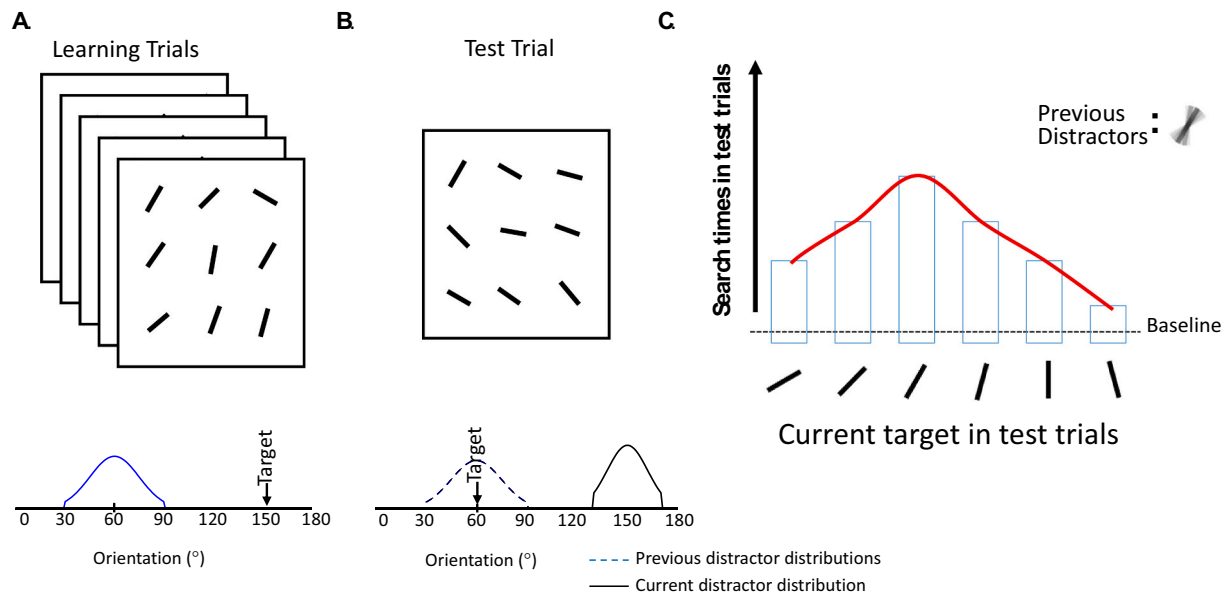 A.
Learning Trials
0 30 60 90 120 150 180
Target
Orientation (°)
B.
Test Trial
Target
0 30 60 90 120 150 180
Orientation (°)
Previous distractor distributions
Current distractor distribution
C.
Search times in test trials
Previous :
Distractors :
Baseline
Current target in test trials